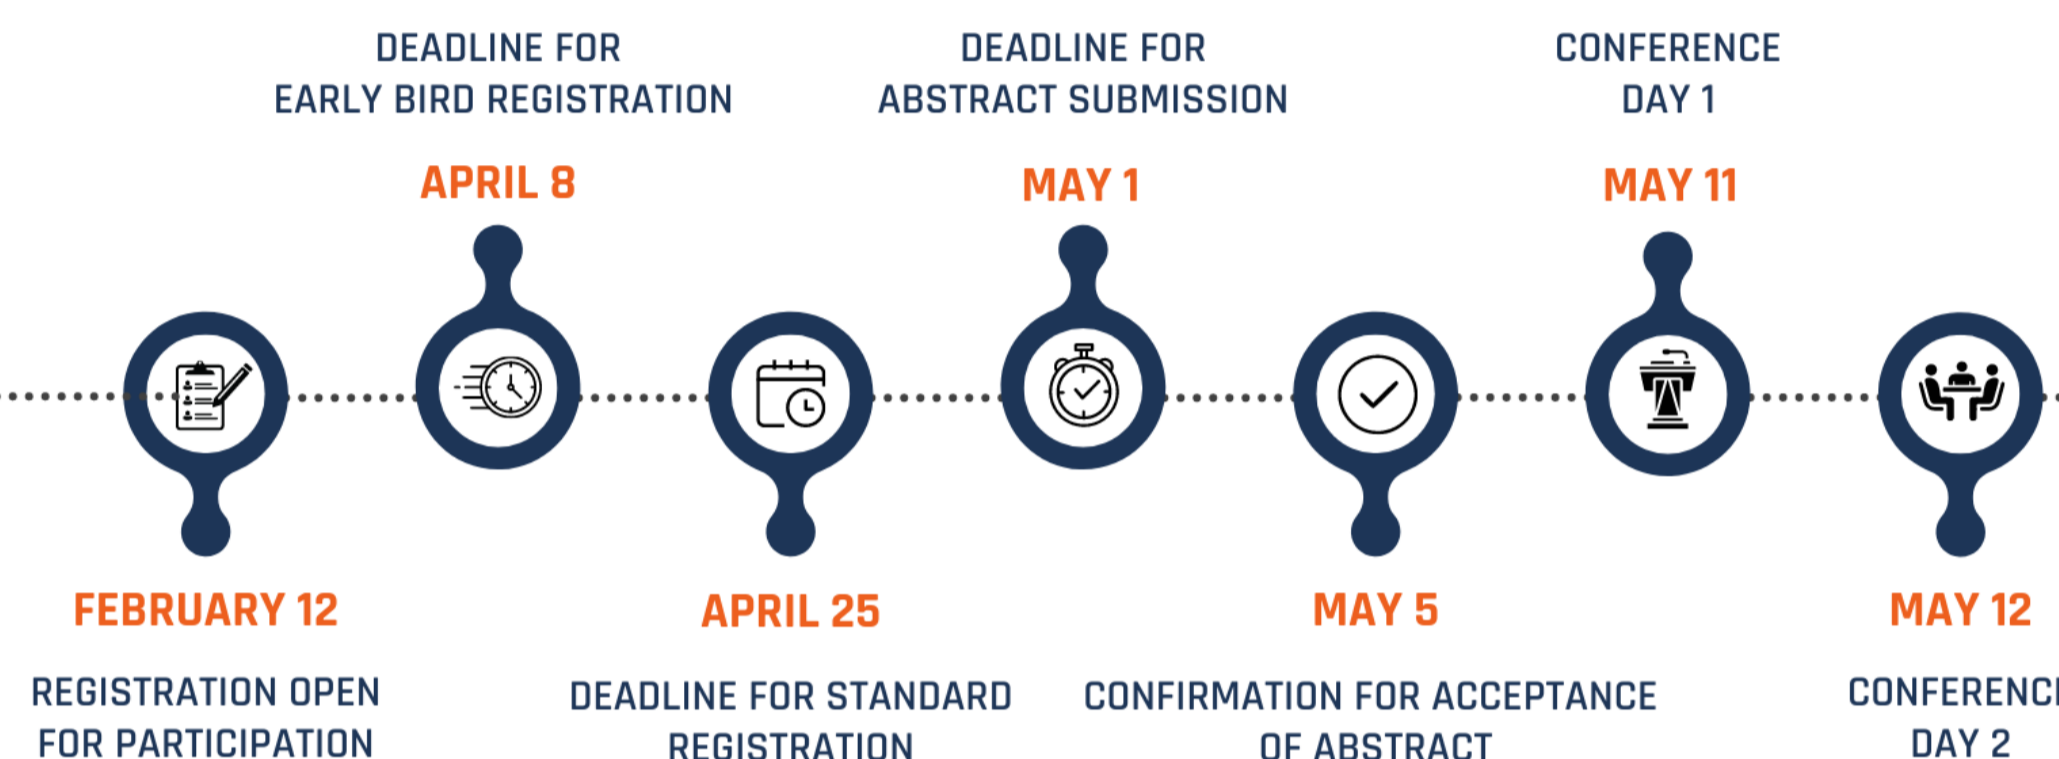 DEADLINE FOR
EARLY BIRD REGISTRATION
APRIL 8
DEADLINE FOR
ABSTRACT SUBMISSION
MAY 1
CONFERENCE
DAY 1
MAY 11
FEBRUARY 12
REGISTRATION OPEN
FOR PARTICIPATION
APRIL 25
DEADLINE FOR STANDARD
REGISTRATION
MAY 5
CONFIRMATION FOR ACCEPTANCE
OF ABSTRACT
MAY 12
CONFERENC
DAY 2